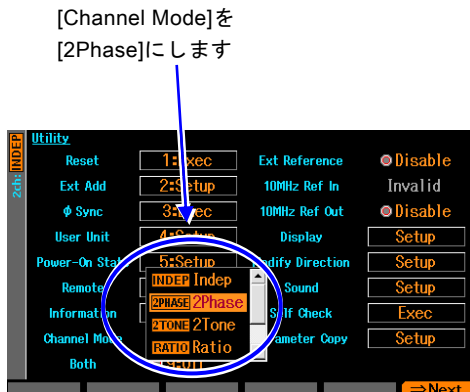 [Channel Mode]を
[2Phase]にします
2ch: INDEP
Utility
Reset 1: Exec Ext Reference Disable
Ext Add 2:Setup 10MHz Ref In Invalid
φ Sync 3:Exec 10MHz Ref Out Disable
User Unit 4:Setup Display Setup
Power-On State 5:Setup Modify Direction Setup
Remote Sound Setup
Information Self Check Exec
Channel Mode Parameter Copy Setup
Both
INDEP Indep
2PHASE 2Phase
2TONE 2Tone
RATIO Ratio
⇒Next